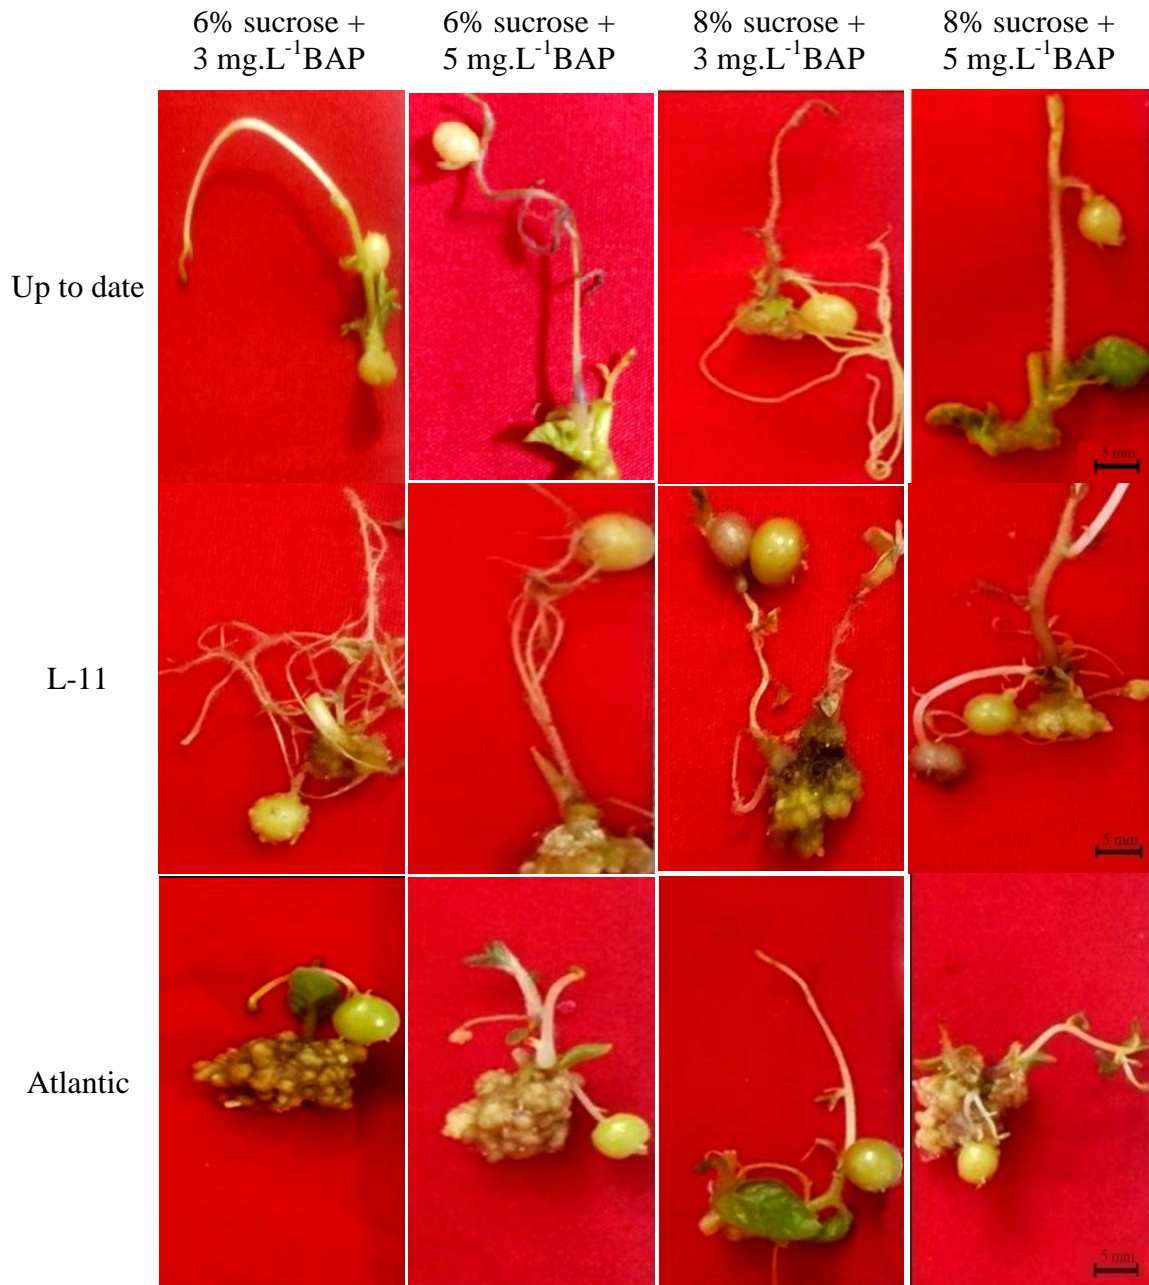 6% sucrose +
3 mg.L⁻¹BAP
6% sucrose +
5 mg.L⁻¹BAP
8% sucrose +
3 mg.L⁻¹BAP
8% sucrose +
5 mg.L⁻¹BAP
Up to date
5 mm
L-11
5 mm
Atlantic
5 mm